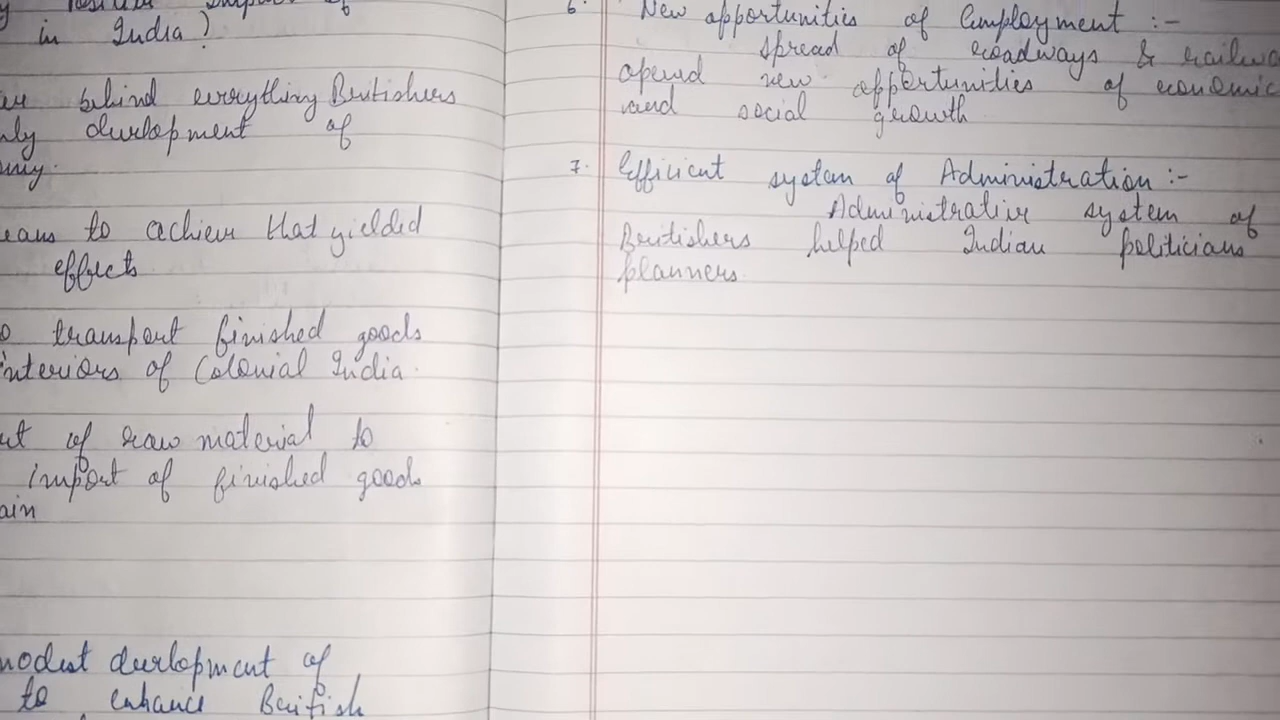 in India?
behind everything Britishers
development of
to achieve that yielded
effects
transport finished goods
interiors of Colonial India.
of raw material to
import of finished goods
modest development of
to enhance British
6. New opportunities of Employment :-
spread of roadways &
opened new opportunities of economic
and social growth
7. Efficient system of Administration :-
Administrative system of
Britishers helped Indian politicians
planners.